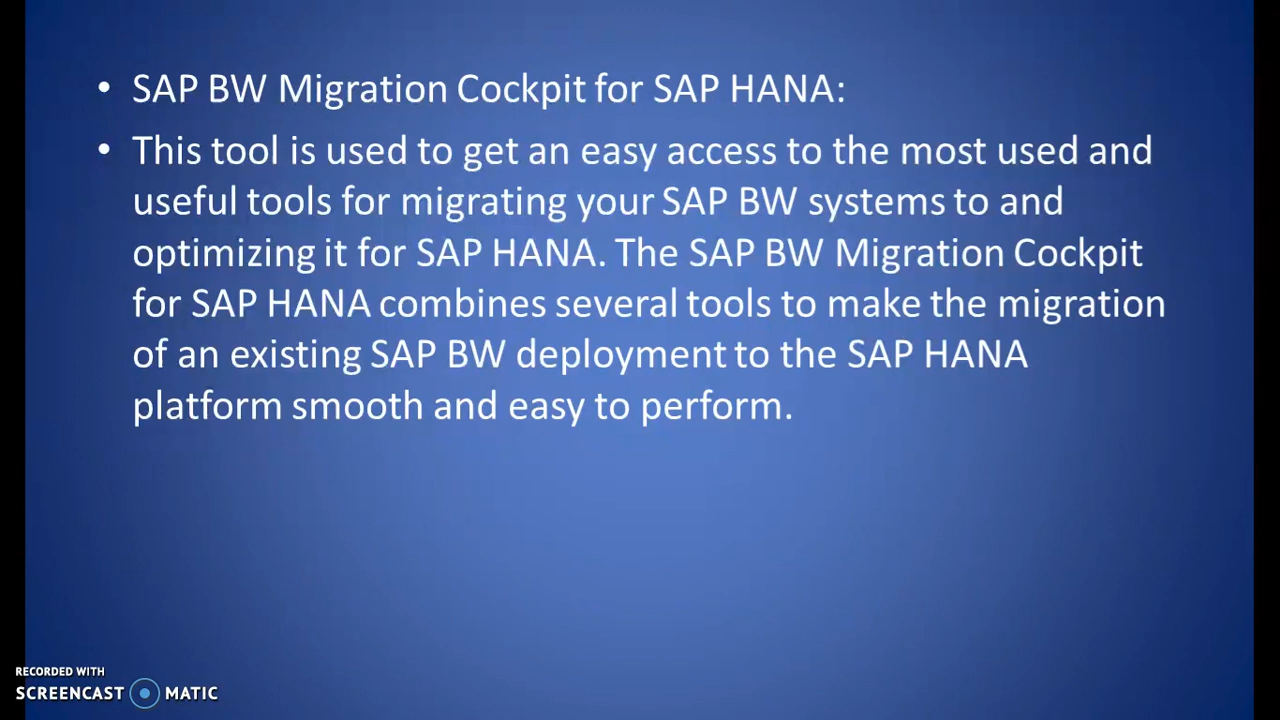 • SAP BW Migration Cockpit for SAP HANA:
• This tool is used to get an easy access to the most used and
useful tools for migrating your SAP BW systems to and
optimizing it for SAP HANA. The SAP BW Migration Cockpit
for SAP HANA combines several tools to make the migration
of an existing SAP BW deployment to the SAP HANA
platform smooth and easy to perform.
RECORDED WITH
SCREENCAST MATIC